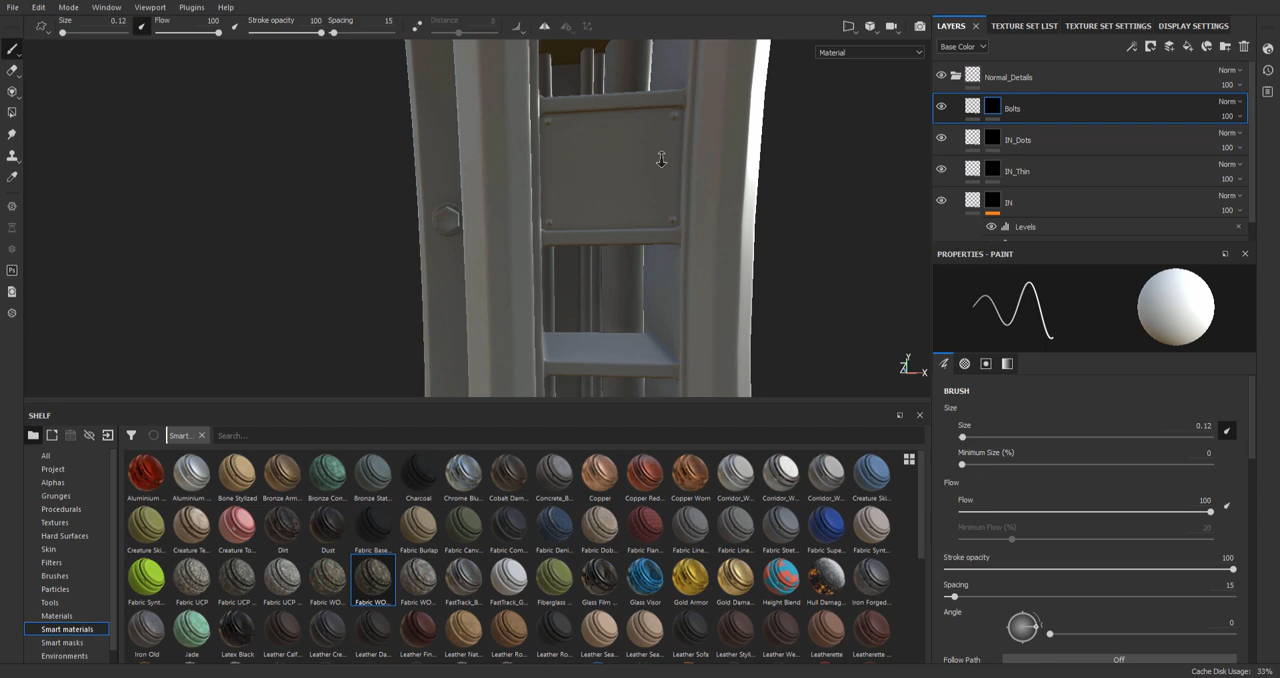 File Edit Mode Window Viewport Plugins Help
Size 0.12 Flow 100 Stroke opacity 100 Spacing 15 Distance 8
Material
Y
Z X
LAYERS TEXTURE SET LIST TEXTURE SET SETTINGS DISPLAY SETTINGS
Base Color
Normal_Details Norm 100
Bolts Norm 100
IN_Dots Norm 100
IN_Thin Norm 100
IN Norm 100
Levels
PROPERTIES - PAINT
BRUSH
Size
Size 0.12
Minimum Size (%) 0
Flow
Flow 100
Minimum Flow (%) 20
Stroke opacity 100
Spacing 15
Angle 0
Follow Path Off
SHELF
Smart... Search...
All
Project
Alphas
Grunges
Procedurals
Textures
Hard Surfaces
Skin
Filters
Brushes
Particles
Tools
Materials
Smart materials
Smart masks
Environments
Aluminium ... Aluminium ... Bone Stylized Bronze Arm... Bronze Corr... Bronze Stat... Charcoal Chrome Blu... Cobalt Dam... Concrete_B... Copper Copper Red... Copper Worn Corridor_W... Corridor_W... Corridor_W... Creature Ski...
Creature Ski... Creature Te... Creature To... Dirt Dust Fabric Base... Fabric Burlap Fabric Canv... Fabric Com... Fabric Deni... Fabric Dob... Fabric Flan... Fabric Line... Fabric Line... Fabric Stret... Fabric Supe... Fabric Synt...
Fabric Synt... Fabric UCP Fabric UCP ... Fabric UCP ... Fabric WO... Fabric WO... Fabric WO... FastTrack_B... FastTrack_G... Fiberglass ... Glass Film ... Glass Visor Gold Armor Gold Dama... Height Blend Hull Damag... Iron Forged...
Iron Old Jade Latex Black Leather Calf... Leather Cre... Leather Da... Leather Fin... Leather Nat... Leather Ro... Leather Ro... Leather Sea... Leather Sea... Leather Sofa Leather Styli... Leather We... Leatherette ... Leatherette ...
Cache Disk Usage: 33%
Ps